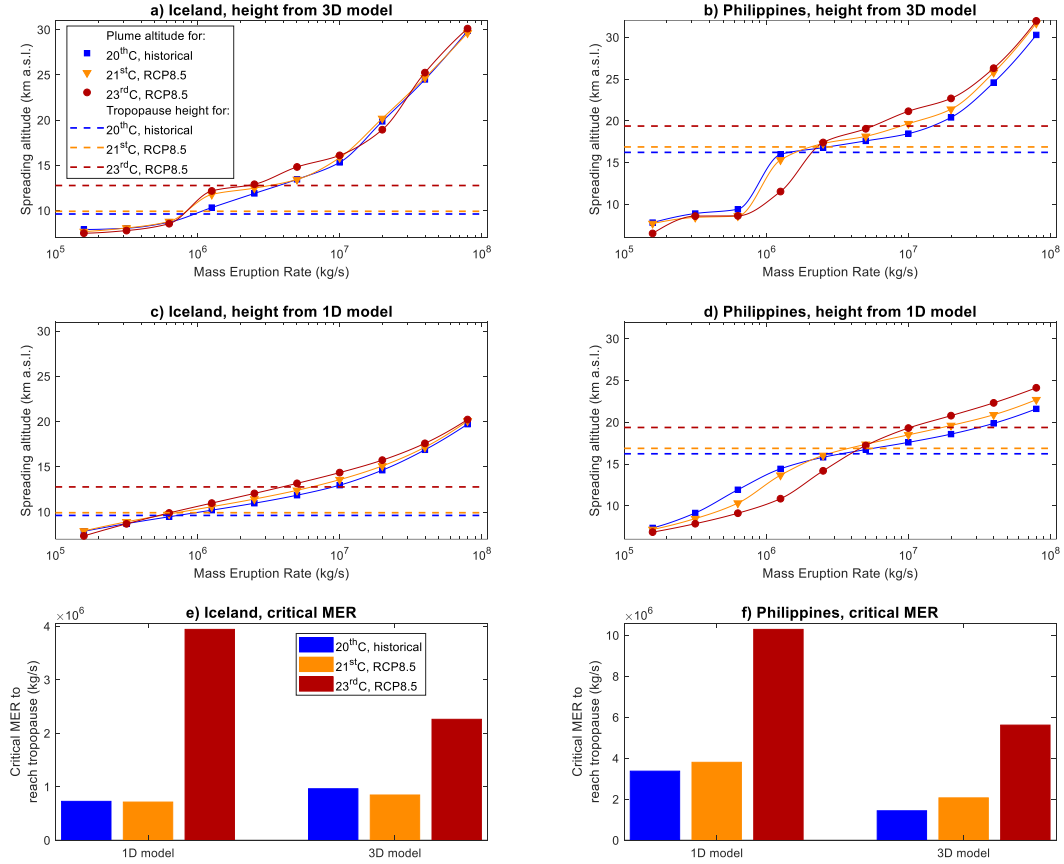 a) Iceland, height from 3D model
30
25
20
15
10
Spreading altitude (km a.s.l.)
Plume altitude for:
20thC, historical
21stC, RCP8.5
23rdC, RCP8.5
Tropopause height for:
20thC, historical
21stC, RCP8.5
23rdC, RCP8.5
10^5
10^6
10^7
10^8
Mass Eruption Rate (kg/s)
b) Philippines, height from 3D model
30
25
20
15
10
Spreading altitude (km a.s.l.)
10^5
10^6
10^7
10^8
Mass Eruption Rate (kg/s)
c) Iceland, height from 1D model
30
25
20
15
10
Spreading altitude (km a.s.l.)
10^5
10^6
10^7
10^8
Mass Eruption Rate (kg/s)
d) Philippines, height from 1D model
30
25
20
15
10
Spreading altitude (km a.s.l.)
10^5
10^6
10^7
10^8
Mass Eruption Rate (kg/s)
e) Iceland, critical MER
×10^6
4
3
2
1
0
Critical MER to
reach tropopause (kg/s)
20thC, historical
21stC, RCP8.5
23rdC, RCP8.5
1D model
3D model
f) Philippines, critical MER
×10^6
10
8
6
4
2
0
Critical MER to
reach tropopause (kg/s)
1D model
3D model